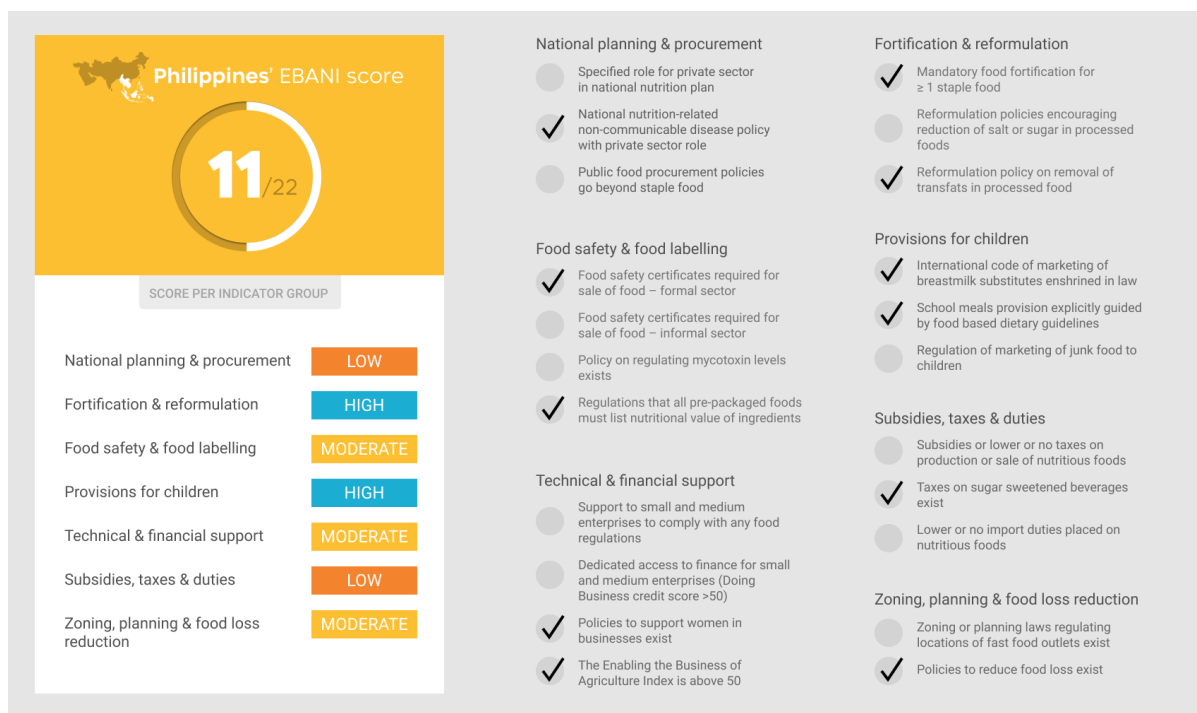 Philippines' EBANI score
11/22
SCORE PER INDICATOR GROUP
National planning & procurement LOW
Fortification & reformulation HIGH
Food safety & food labelling MODERATE
Provisions for children HIGH
Technical & financial support MODERATE
Subsidies, taxes & duties LOW
Zoning, planning & food loss
reduction MODERATE
National planning & procurement
Specified role for private sector
in national nutrition plan
National nutrition-related
non-communicable disease policy
with private sector role
Public food procurement policies
go beyond staple food
Food safety & food labelling
Food safety certificates required for
sale of food – formal sector
Food safety certificates required for
sale of food – informal sector
Policy on regulating mycotoxin levels
exists
Regulations that all pre-packaged foods
must list nutritional value of ingredients
Technical & financial support
Support to small and medium
enterprises to comply with any food
regulations
Dedicated access to finance for small
and medium enterprises (Doing
Business credit score >50)
Policies to support women in
businesses exist
The Enabling the Business of
Agriculture Index is above 50
Fortification & reformulation
Mandatory food fortification for
≥ 1 staple food
Reformulation policies encouraging
reduction of salt or sugar in processed
foods
Reformulation policy on removal of
transfats in processed food
Provisions for children
International code of marketing of
breastmilk substitutes enshrined in law
School meals provision explicitly guided
by food based dietary guidelines
Regulation of marketing of junk food to
children
Subsidies, taxes & duties
Subsidies or lower or no taxes on
production or sale of nutritious foods
Taxes on sugar sweetened beverages
exist
Lower or no import duties placed on
nutritious foods
Zoning, planning & food loss reduction
Zoning or planning laws regulating
locations of fast food outlets exist
Policies to reduce food loss exist